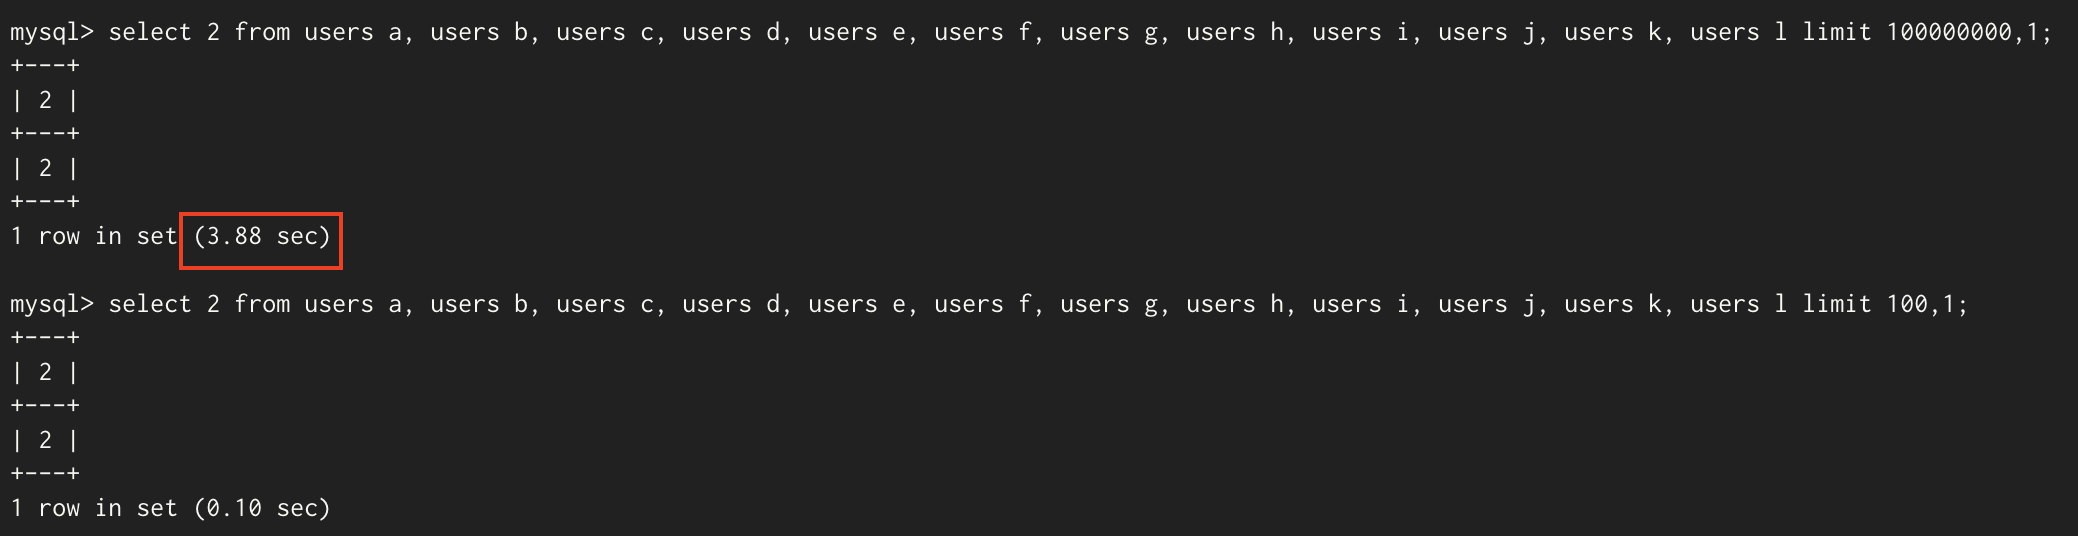 mysql> select 2 from users a, users b, users c, users d, users e, users f, users g, users h, users i, users j, users k, users l limit 100000000,1;
+---+
| 2 |
+---+
| 2 |
+---+
1 row in set (3.88 sec)
mysql> select 2 from users a, users b, users c, users d, users e, users f, users g, users h, users i, users j, users k, users l limit 100,1;
+---+
| 2 |
+---+
| 2 |
+---+
1 row in set (0.10 sec)